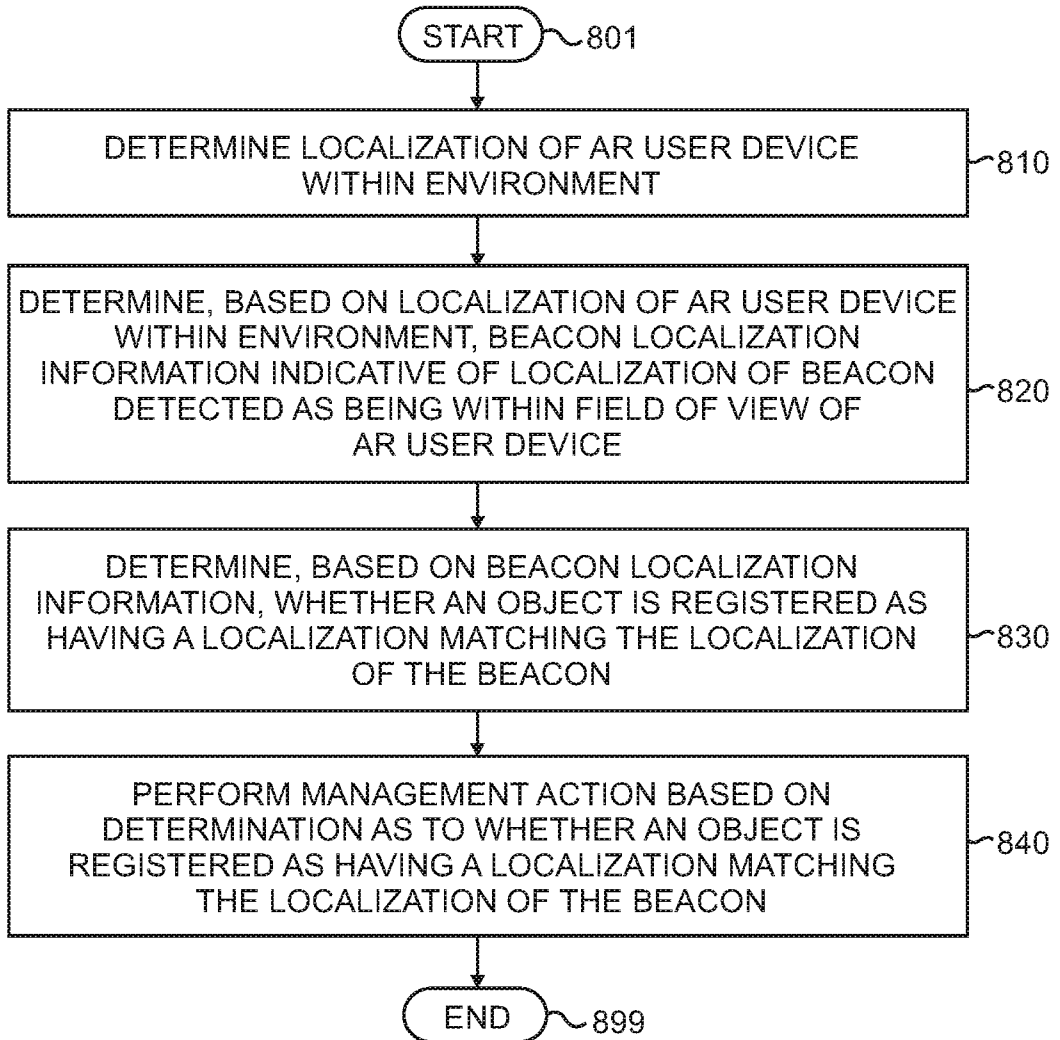 START 801
DETERMINE LOCALIZATION OF AR USER DEVICE
WITHIN ENVIRONMENT
810
DETERMINE, BASED ON LOCALIZATION OF AR USER DEVICE
WITHIN ENVIRONMENT, BEACON LOCALIZATION
INFORMATION INDICATIVE OF LOCALIZATION OF BEACON
DETECTED AS BEING WITHIN FIELD OF VIEW OF
AR USER DEVICE
820
DETERMINE, BASED ON BEACON LOCALIZATION
INFORMATION, WHETHER AN OBJECT IS REGISTERED AS
HAVING A LOCALIZATION MATCHING THE LOCALIZATION
OF THE BEACON
830
PERFORM MANAGEMENT ACTION BASED ON
DETERMINATION AS TO WHETHER AN OBJECT IS
REGISTERED AS HAVING A LOCALIZATION MATCHING
THE LOCALIZATION OF THE BEACON
840
END 899